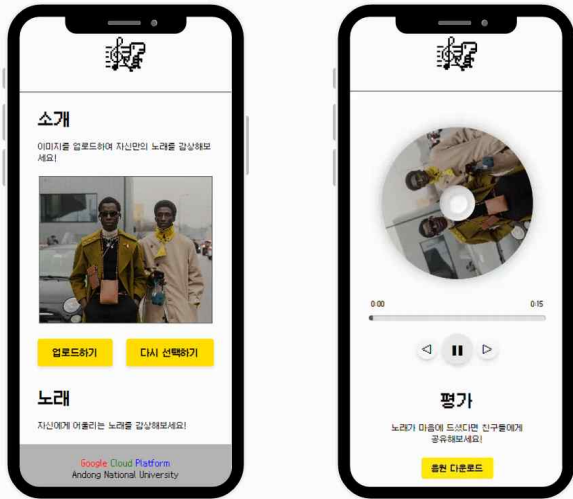 소개
이미지를 업로드하여 자신만의 노래를 감상해보
세요!
업로드하기
다시 선택하기
노래
자신에게 어울리는 노래를 감상해보세요!
Google Cloud Platform
Andong National University
0:00
0:15
평가
노래가 마음에 드셨다면 친구들에게
공유해보세요!
음원 다운로드